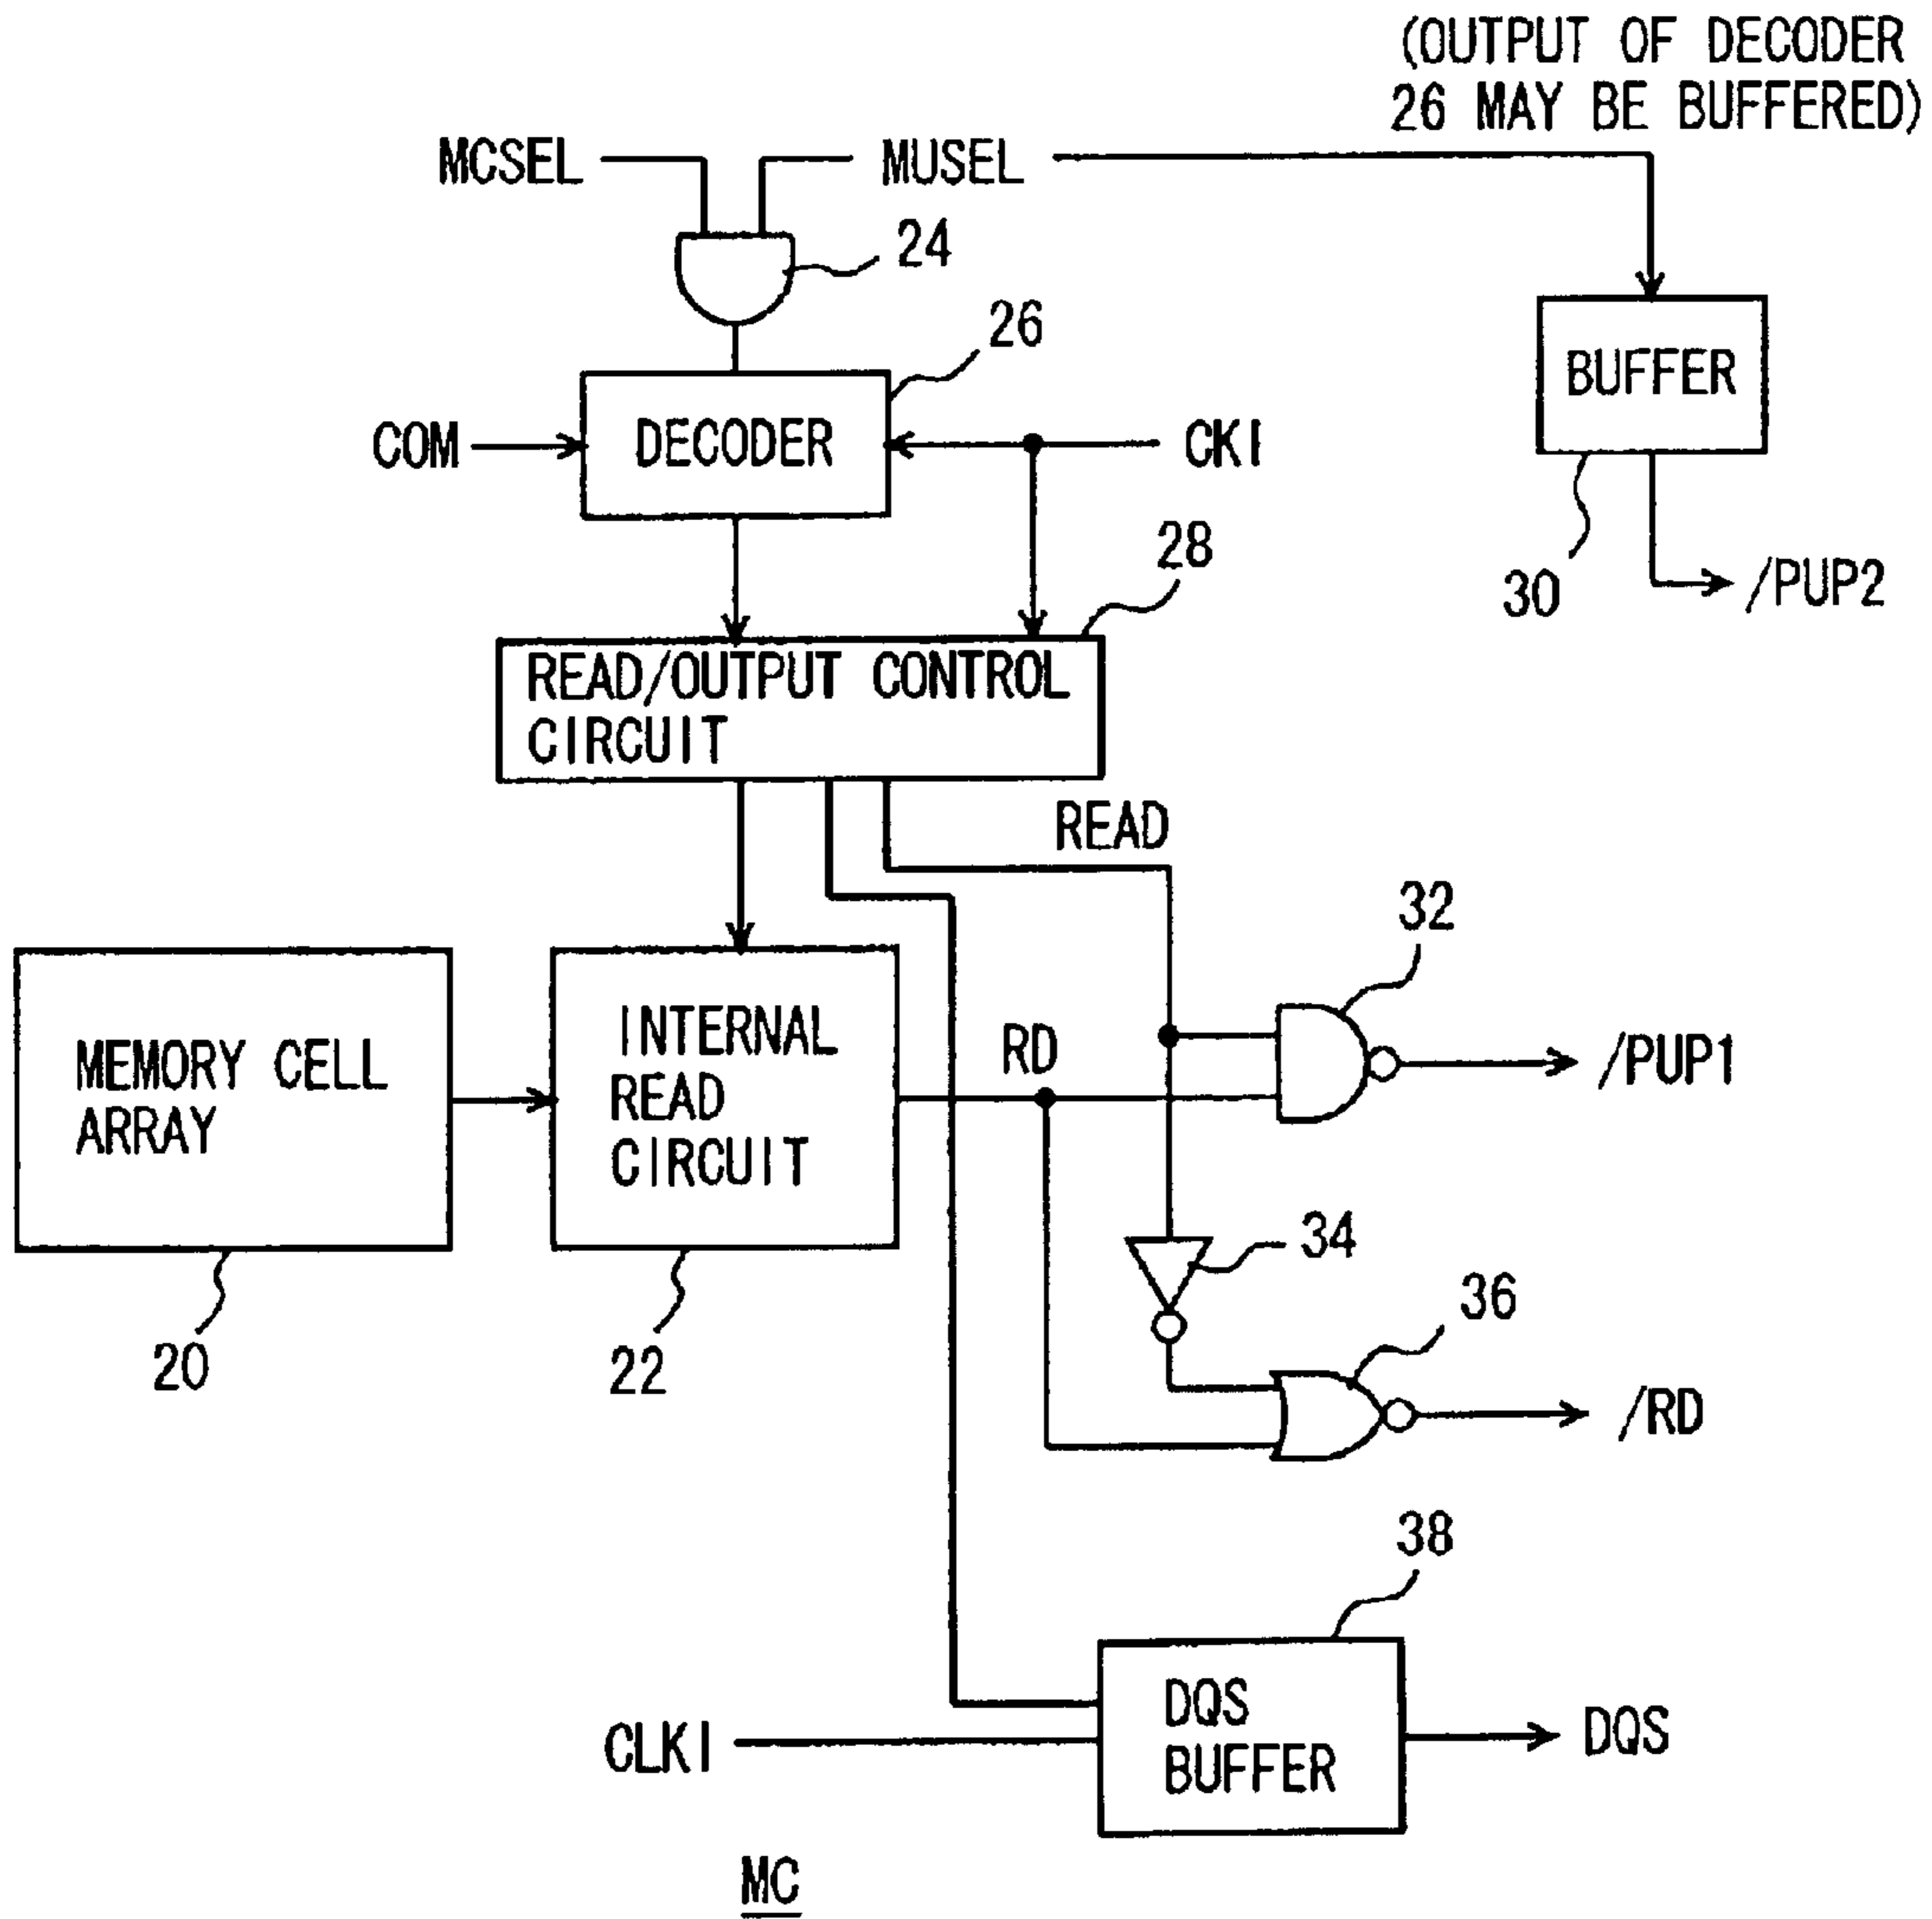 (OUTPUT OF DECODER
26 MAY BE BUFFERED)
MCSEL
MUSEL
24
26
BUFFER
COM
DECODER
CKI
28
30
/PUP2
READ/OUTPUT CONTROL
CIRCUIT
READ
32
MEMORY CELL
ARRAY
INTERNAL
READ
CIRCUIT
RD
/PUP1
34
20
22
36
/RD
38
CLKI
DQS
BUFFER
DQS
MC